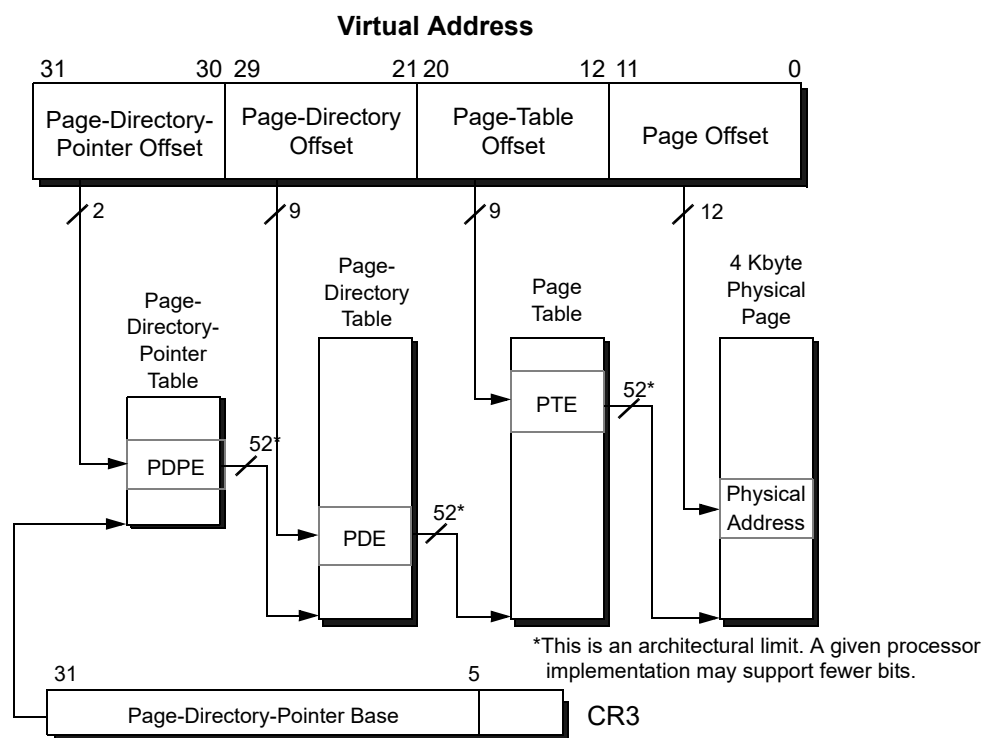 Virtual Address
31 30 29 21 20 12 11 0
Page-Directory-
Pointer Offset
Page-Directory
Offset
Page-Table
Offset
Page Offset
2
9
9
12
Page-
Directory-
Pointer
Table
Page-
Directory
Table
Page
Table
4 Kbyte
Physical
Page
PDPE
52*
PDE
52*
PTE
52*
Physical
Address
*This is an architectural limit. A given processor
implementation may support fewer bits.
31 5
Page-Directory-Pointer Base
CR3